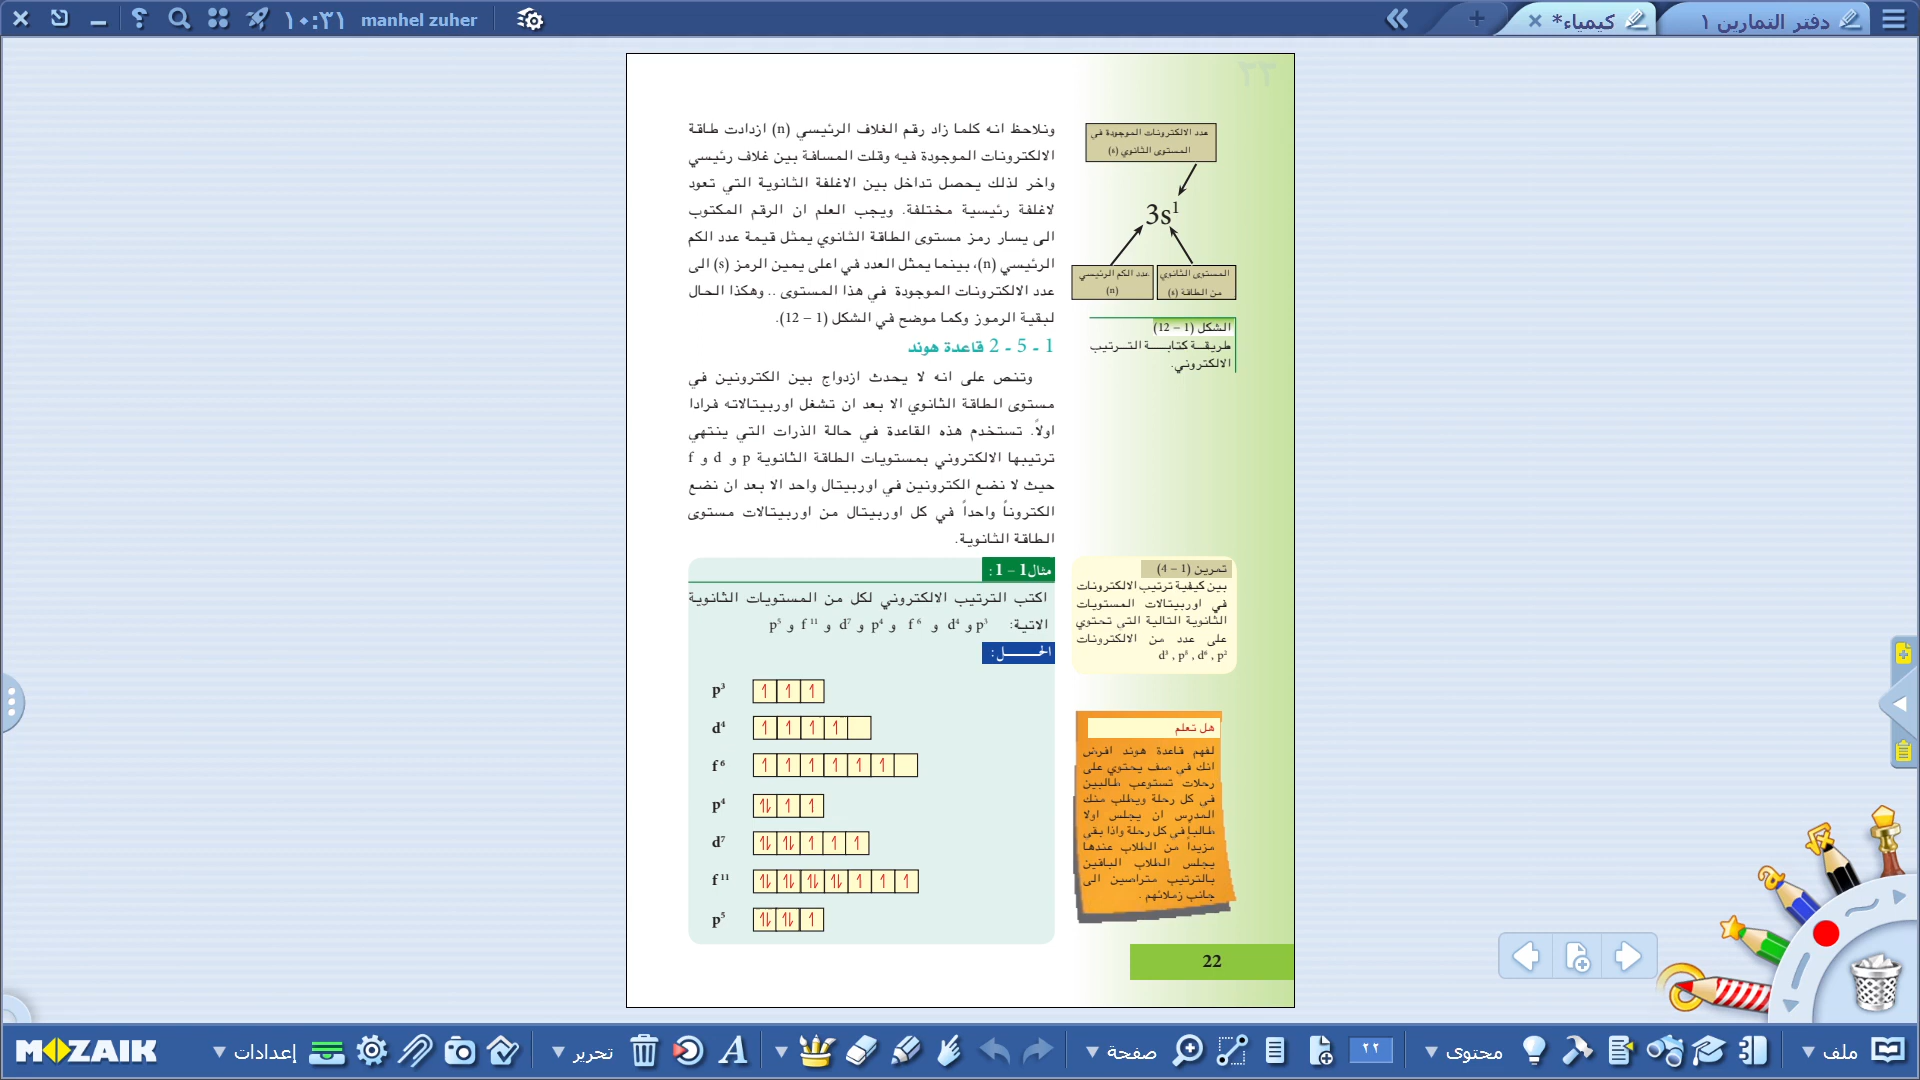 دفتر التمارين ١
كيمياء*
manhel zuher
١٠:٣١
٢٢
ونلاحظ انه كلما زاد رقم الغلاف الرئيسي (n) ازدادت طاقة
الالكترونات الموجودة فيه وقلت المسافة بين غلاف رئيسي
واخر لذلك يحصل تداخل بين الاغلفة الثانوية التي تعود
لاغلفة رئيسية مختلفة. ويجب العلم ان الرقم المكتوب
الى يسار رمز مستوى الطاقة الثانوي يمثل قيمة عدد الكم
الرئيسي (n)، بينما يمثل العدد في اعلى يمين الرمز (s) الى
عدد الالكترونات الموجودة في هذا المستوى .. وهكذا الحال
لبقية الرموز وكما موضح في الشكل (1 – 12).
1 - 5 - 2 قاعدة هوند
وتنص على انه لا يحدث ازدواج بين الكترونين في
مستوى الطاقة الثانوي الا بعد ان تشغل اوربيتالاته فرادا
اولاً. تستخدم هذه القاعدة في حالة الذرات التي ينتهي
ترتيبها الالكتروني بمستويات الطاقة الثانوية p و d و f
حيث لا نضع الكترونين في اوربيتال واحد الا بعد ان نضع
الكتروناً واحداً في كل اوربيتال من اوربيتالات مستوى
الطاقة الثانوية.
مثال 1 – 1 :
اكتب الترتيب الالكتروني لكل من المستويات الثانوية
الاتية: p³ و d⁴ و f⁶ و p⁴ و d⁷ و f¹¹ و p⁵
الحـــــل :
p³ ↿ ↿ ↿
d⁴ ↿ ↿ ↿ ↿
f⁶ ↿ ↿ ↿ ↿ ↿ ↿
p⁴ ↿⇂ ↿ ↿
d⁷ ↿⇂ ↿⇂ ↿ ↿ ↿
f¹¹ ↿⇂ ↿⇂ ↿⇂ ↿⇂ ↿ ↿ ↿
p⁵ ↿⇂ ↿⇂ ↿
عدد الالكترونات الموجودة في
المستوى الثانوي (s)
3s¹
المستوى الثانوي
من الطاقة (s)
عدد الكم الرئيسي
(n)
الشكل (1 – 12)
طريقـة كتابــــة التــرتيب
الالكتروني.
تمرين (1 – 4)
بين كيفية ترتيب الالكترونات
في اوربيتالات المستويات
الثانوية التالية التي تحتوي
على عدد من الالكترونات
d³ , p⁵ , d⁶ , p²
هل تعلم
لفهم قاعدة هوند افرض
انك في صف يحتوي على
رحلات تستوعب طالبين
في كل رحلة ويطلب منك
المدرس ان يجلس اولا
طالباً في كل رحلة واذا بقى
مزيداً من الطلاب عندها
يجلس الطلاب الباقين
بالترتيب متراصين الى
جانب زملائهم .
22
ملف
محتوى
٢٢
صفحة
تحرير
إعدادات
MOZAIK